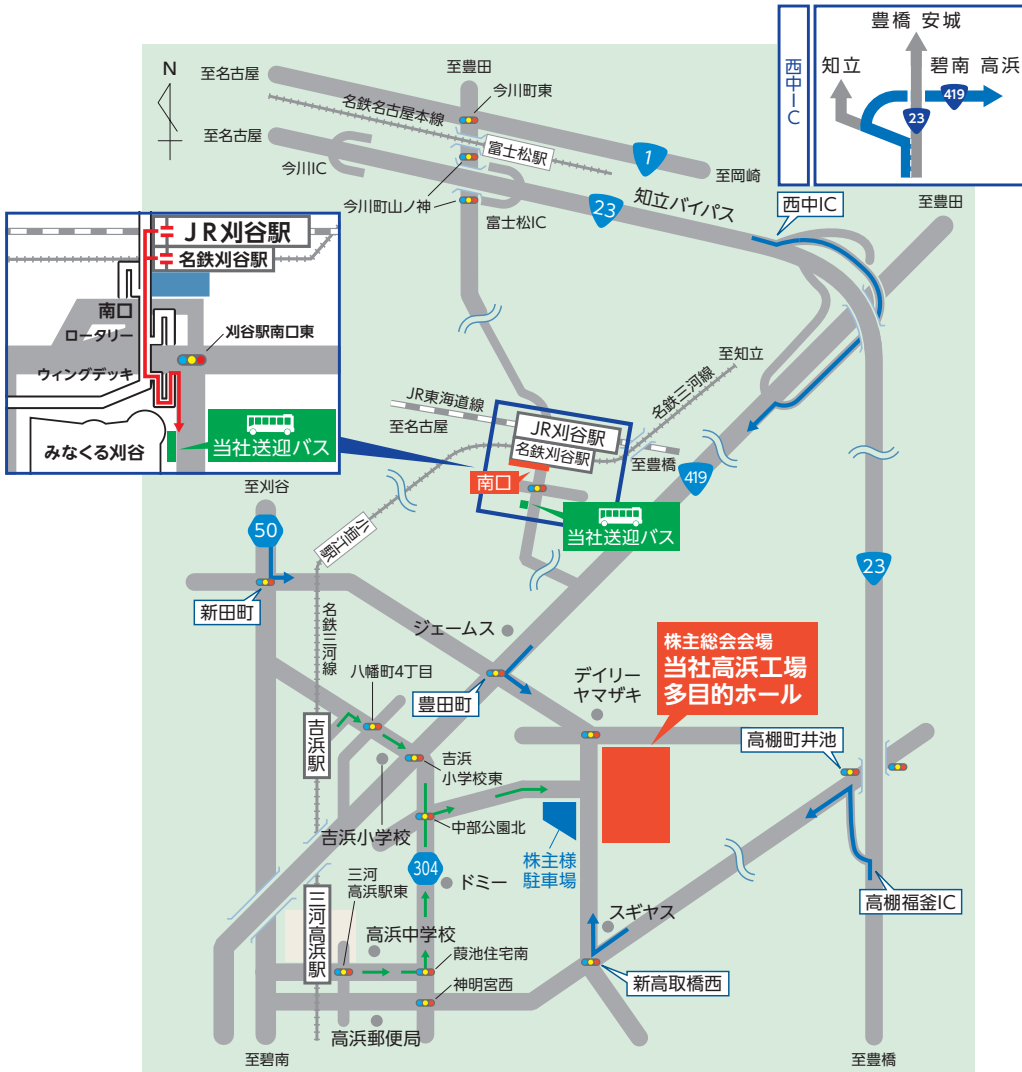 豊橋 安城
知立
碧南 高浜
419
23
西中IC
N
至名古屋
至豊田
今川町東
名鉄名古屋本線
至名古屋
富士松駅
1
今川IC
至岡崎
今川町山ノ神
富士松IC
23
知立バイパス
西中IC
至豊田
JR刈谷駅
名鉄刈谷駅
南口
ロータリー
刈谷駅南口東
ウィングデッキ
当社送迎バス
みなくる刈谷
至知立
名鉄三河線
JR東海道線
至名古屋
JR刈谷駅
名鉄刈谷駅
至豊橋
南口
419
当社送迎バス
至刈谷
50
小垣江駅
23
新田町
名鉄三河線
ジェームス
株主総会会場
当社高浜工場
多目的ホール
デイリー
ヤマザキ
八幡町4丁目
豊田町
吉浜駅
高棚町井池
吉浜
小学校東
吉浜小学校
中部公園北
株主様
駐車場
304
三河
高浜駅東
ドミー
高棚福釜IC
三河高浜駅
高浜中学校
スギヤス
葭池住宅南
新高取橋西
神明宮西
高浜郵便局
至碧南
至豊橋